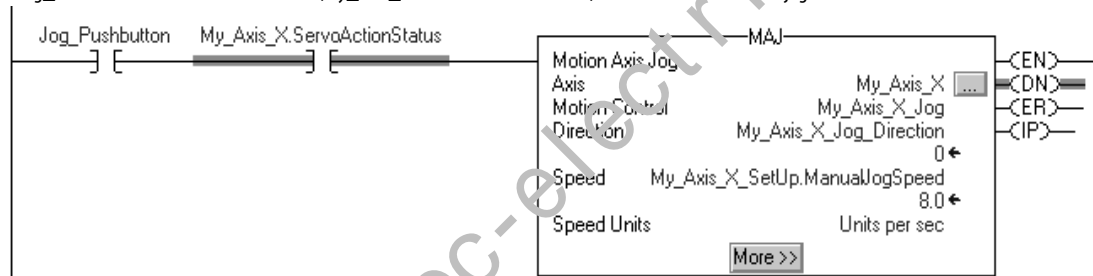 Jog_Pushbutton My_Axis_X.ServoActionStatus
MAJ
Motion Axis Jog
Axis My_Axis_X ...
Motion Control My_Axis_X_Jog
Direction My_Axis_X_Jog_Direction
0
Speed My_Axis_X_SetUp.ManualJogSpeed
8.0
Speed Units Units per sec
More >>
EN
DN
ER
IP
c-electri